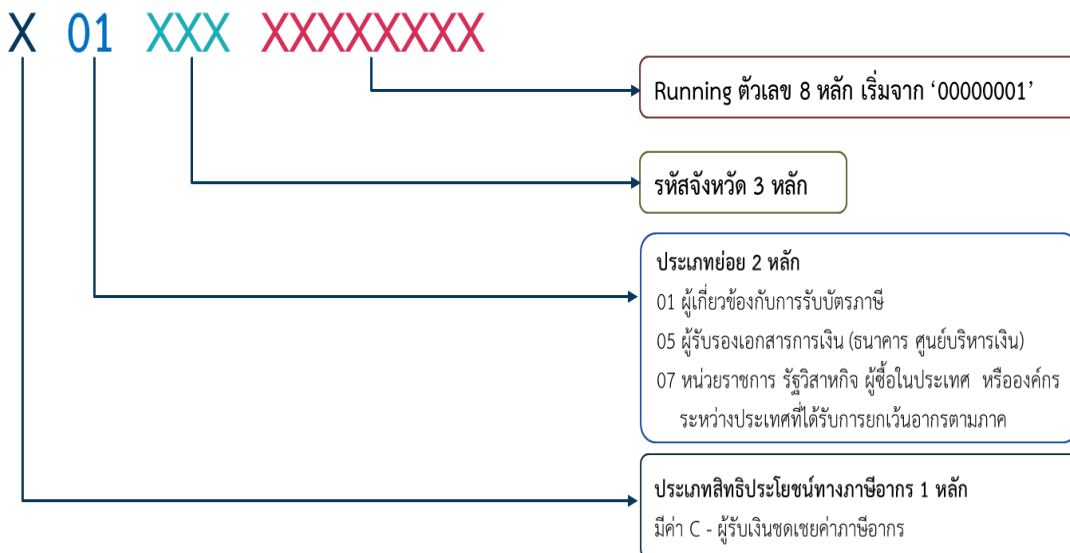 X 01 XXX XXXXXXXX
Running ตัวเลข 8 หลัก เริ่มจาก ‘00000001’
รหัสจังหวัด 3 หลัก
ประเภทย่อย 2 หลัก
01 ผู้เกี่ยวข้องกับการรับบัตรภาษี
05 ผู้รับรองเอกสารการเงิน (ธนาคาร ศูนย์บริหารเงิน)
07 หน่วยราชการ รัฐวิสาหกิจ ผู้ซื้อในประเทศ หรือองค์กร
ระหว่างประเทศที่ได้รับการยกเว้นอากรตามภาค
ประเภทสิทธิประโยชน์ทางภาษีอากร 1 หลัก
มีค่า C - ผู้รับเงินชดเชยค่าภาษีอากร